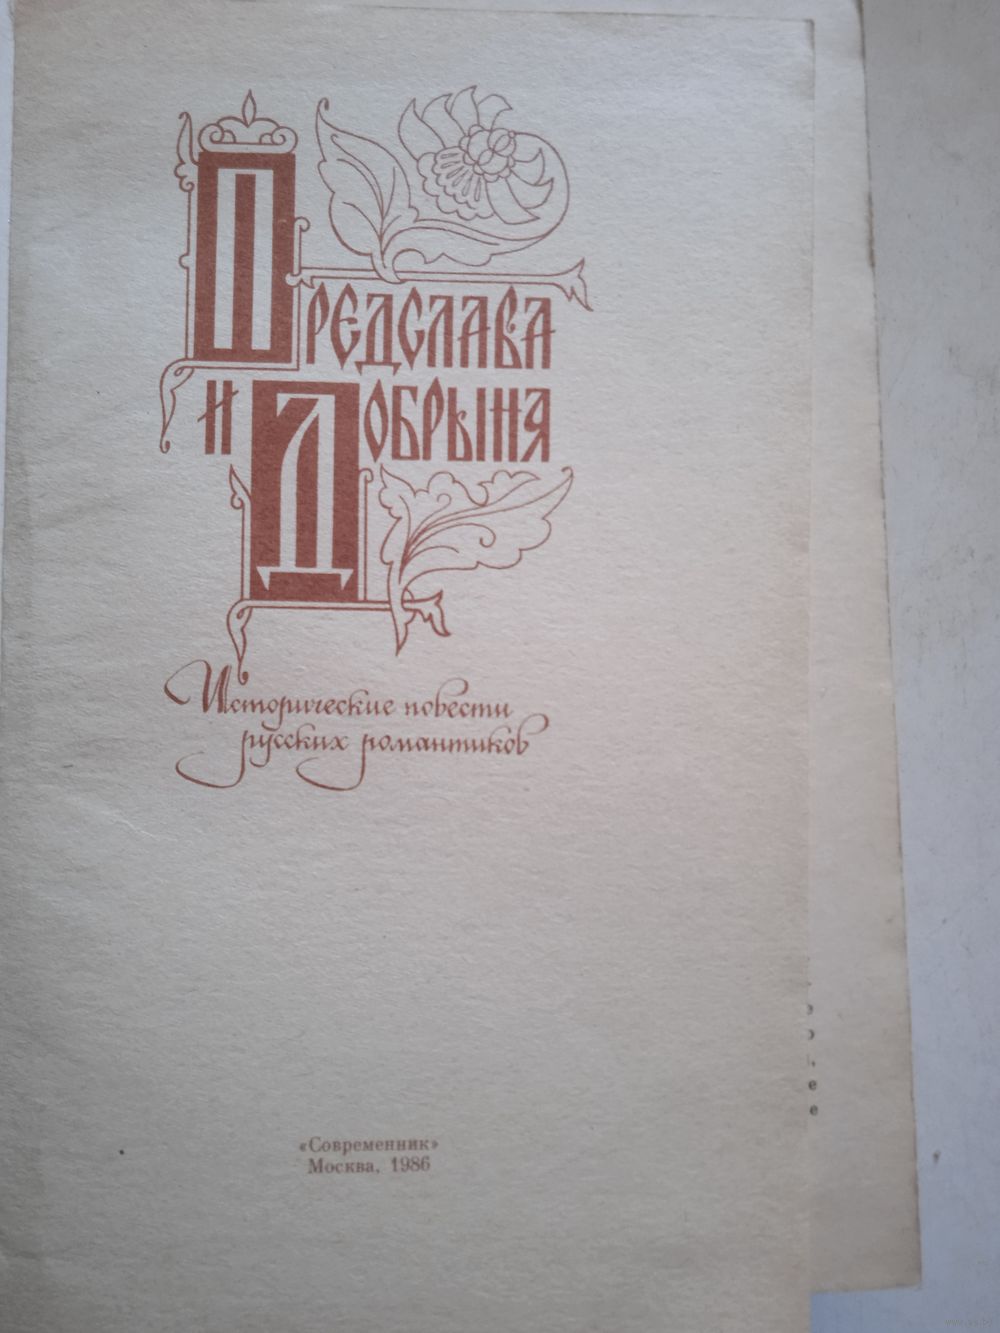 ПРЕДСЛАВА
И ДОБРЫНЯ
Исторические повести
русских романтиков
«Современник»
Москва, 1986
е
е